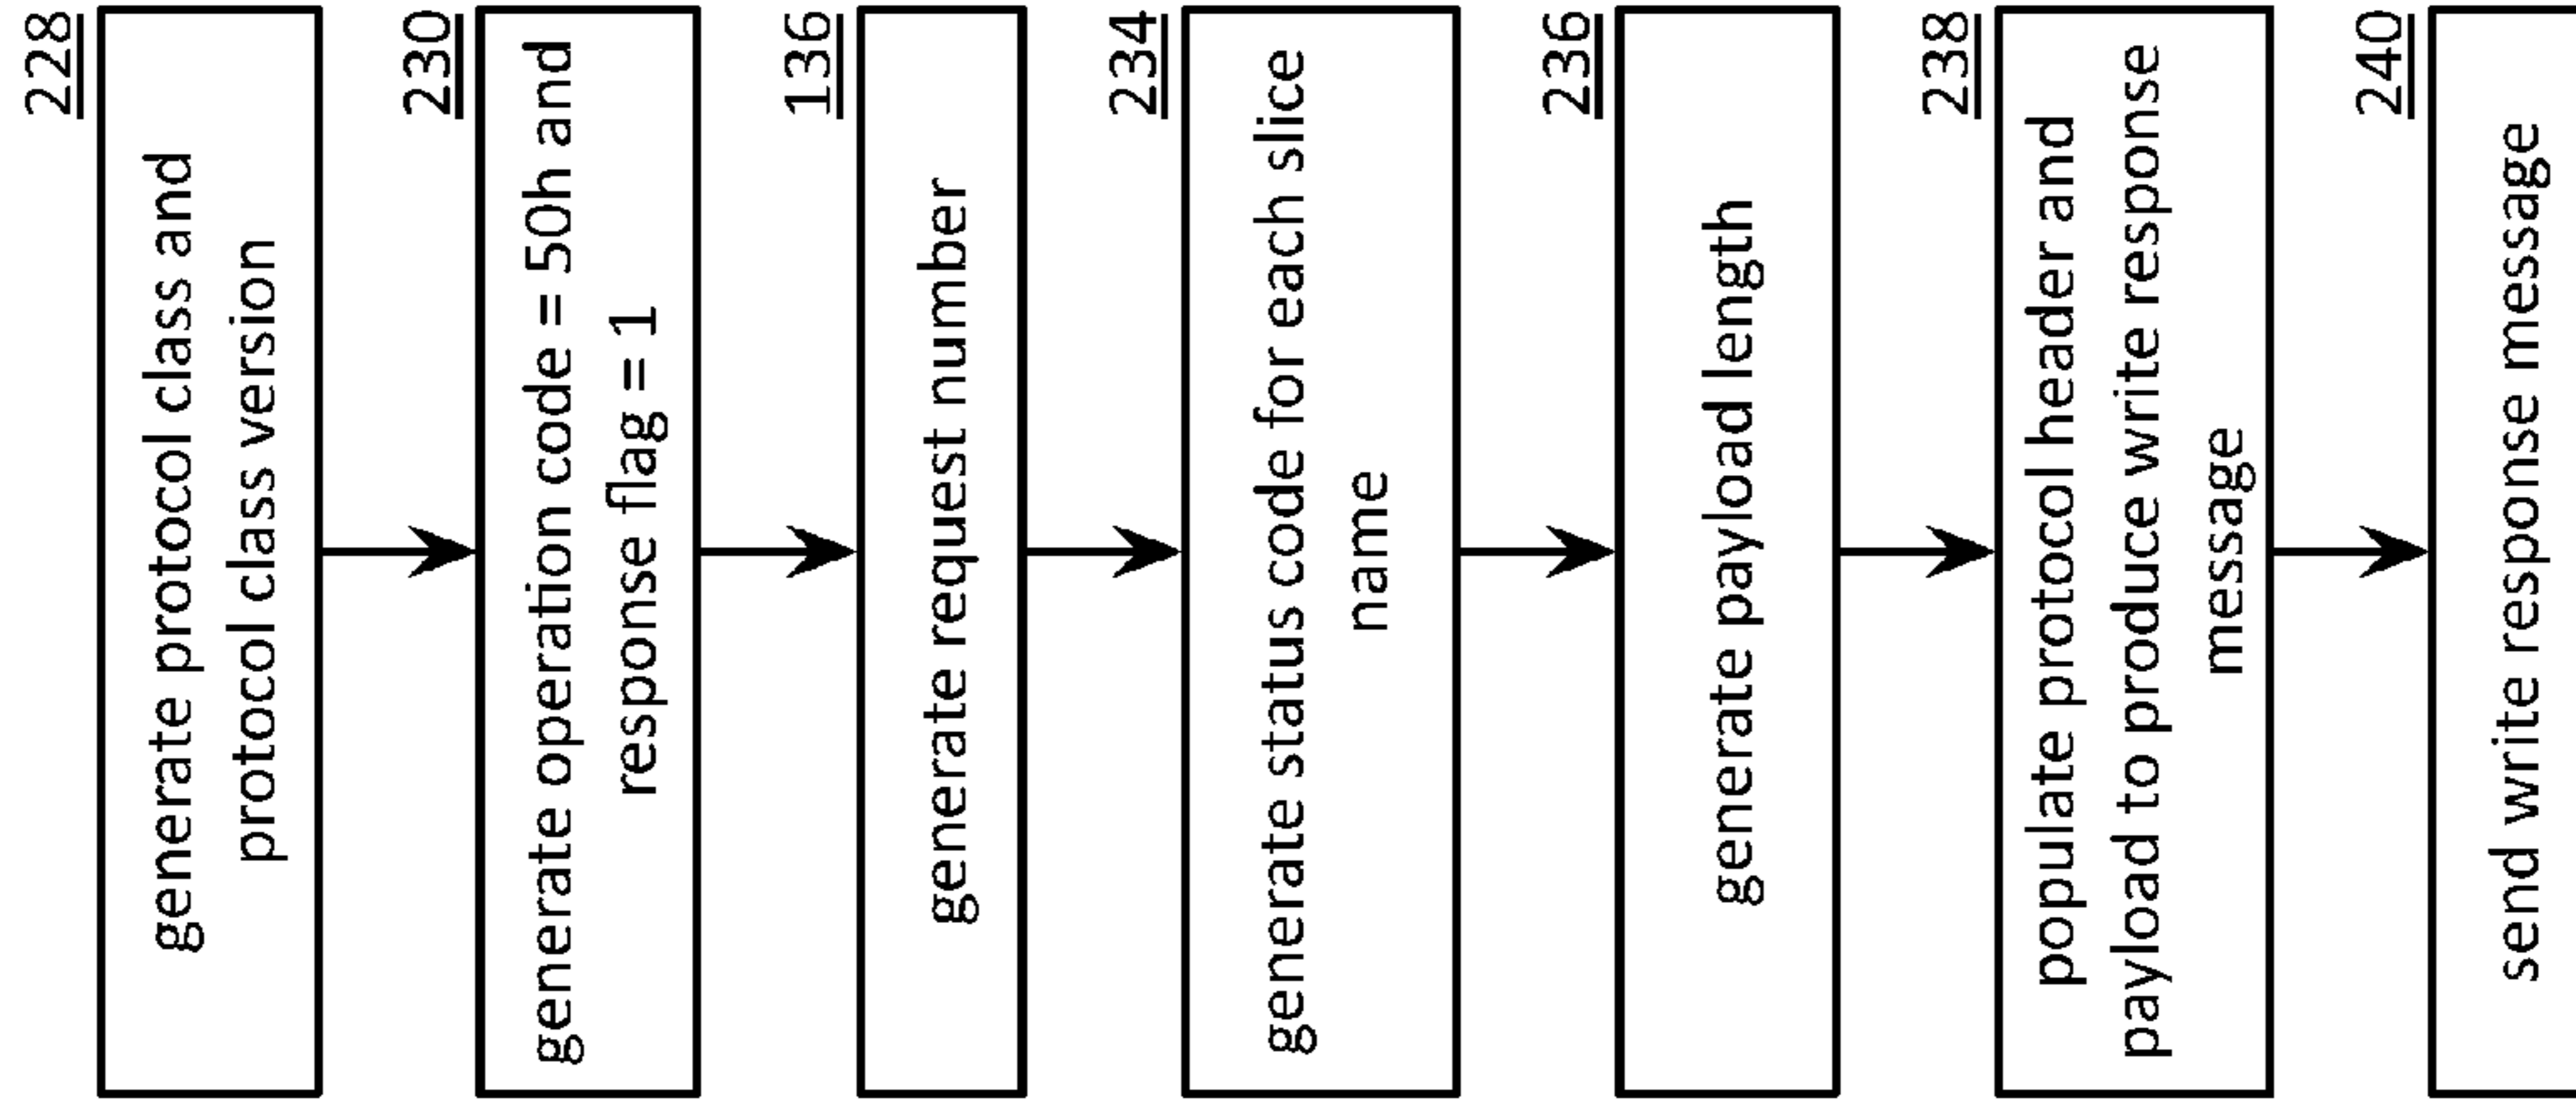 228
generate protocol class and
protocol class version
230
generate operation code = 50h and
response flag = 1
136
generate request number
234
generate status code for each slice
name
236
generate payload length
238
populate protocol header and
payload to produce write response
message
240
send write response message